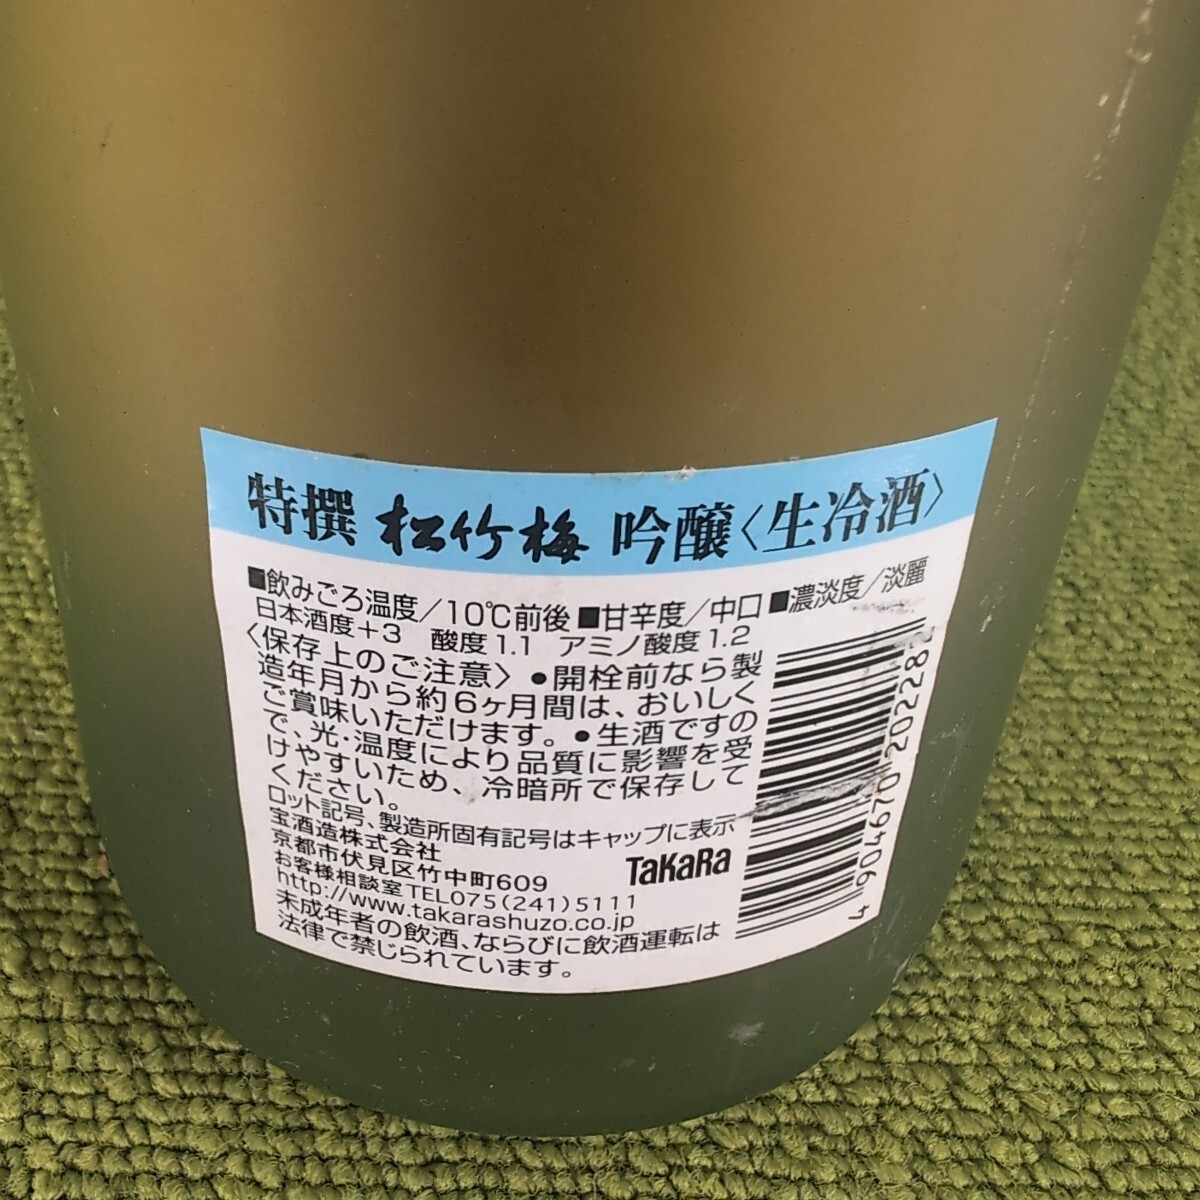 特撰 松竹梅 吟醸〈生冷酒〉
■飲みごろ温度/10℃前後 ■甘辛度/中口 ■濃淡度/淡麗
日本酒度+3 酸度1.1 アミノ酸度1.2
〈保存上のご注意〉●開栓前なら製
造年月から約6ヶ月間は、おいしく
ご賞味いただけます。●生酒ですの
で、光・温度により品質に影響を受
けやすいため、冷暗所で保存して
ください。
ロット記号、製造所固有記号はキャップに表示
宝酒造株式会社
京都市伏見区竹中町609
お客様相談室TEL075(241)5111
http://www.takarashuzo.co.jp
TaKaRa
未成年者の飲酒、ならびに飲酒運転は
法律で禁じられています。
4 904670 202282